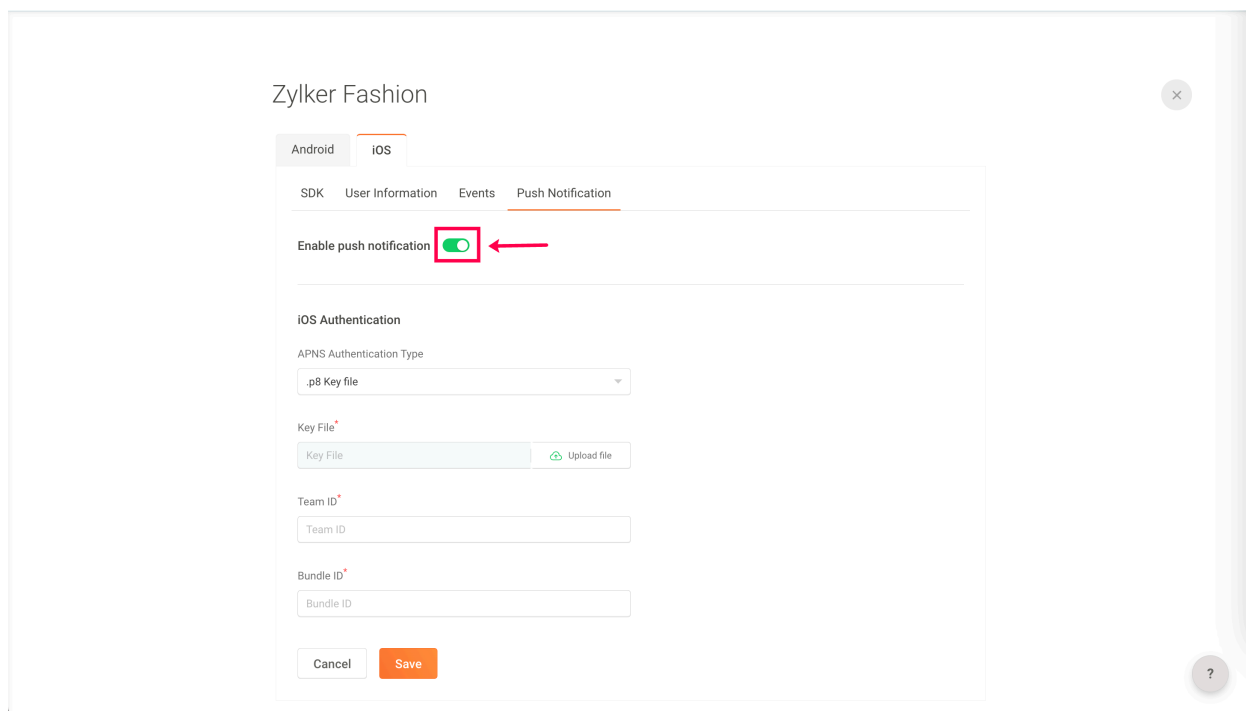 Zylker Fashion
Android iOS
SDK User Information Events Push Notification
Enable push notification
iOS Authentication
APNS Authentication Type
.p8 Key file
Key File*
Key File Upload file
Team ID*
Team ID
Bundle ID*
Bundle ID
Cancel Save
?